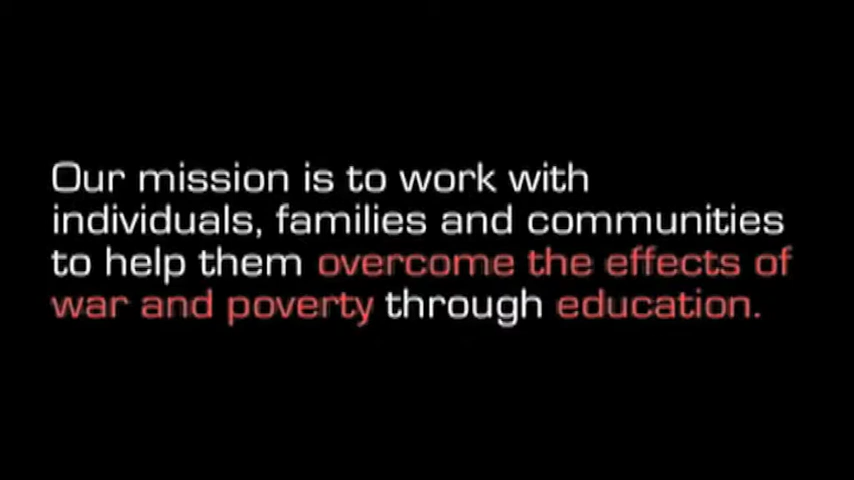 Our mission is to work with
individuals, families and communities
to help them overcome the effects of
war and poverty through education.